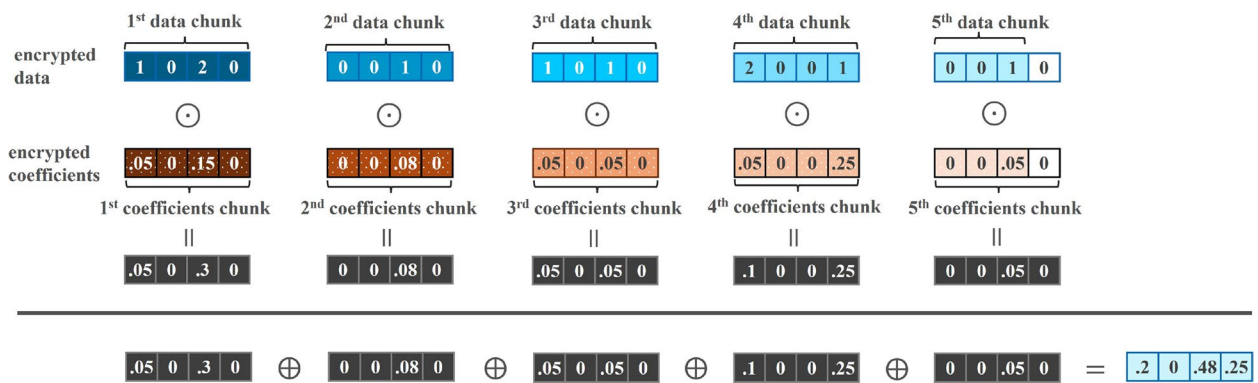 1st data chunk 2nd data chunk 3rd data chunk 4th data chunk 5th data chunk
encrypted data 1 0 2 0 0 0 1 0 1 0 1 0 2 0 0 1 0 0 1 0
⊙ ⊙ ⊙ ⊙ ⊙
encrypted coefficients .05 0 .15 0 0 0 .08 0 .05 0 .05 0 .05 0 0 .25 0 0 .05 0
1st coefficients chunk 2nd coefficients chunk 3rd coefficients chunk 4th coefficients chunk 5th coefficients chunk
= = = = =
.05 0 .3 0 0 0 .08 0 .05 0 .05 0 .1 0 0 .25 0 0 .05 0
.05 0 .3 0 ⊕ 0 0 .08 0 ⊕ .05 0 .05 0 ⊕ .1 0 0 .25 ⊕ 0 0 .05 0 = .2 0 .48 .25